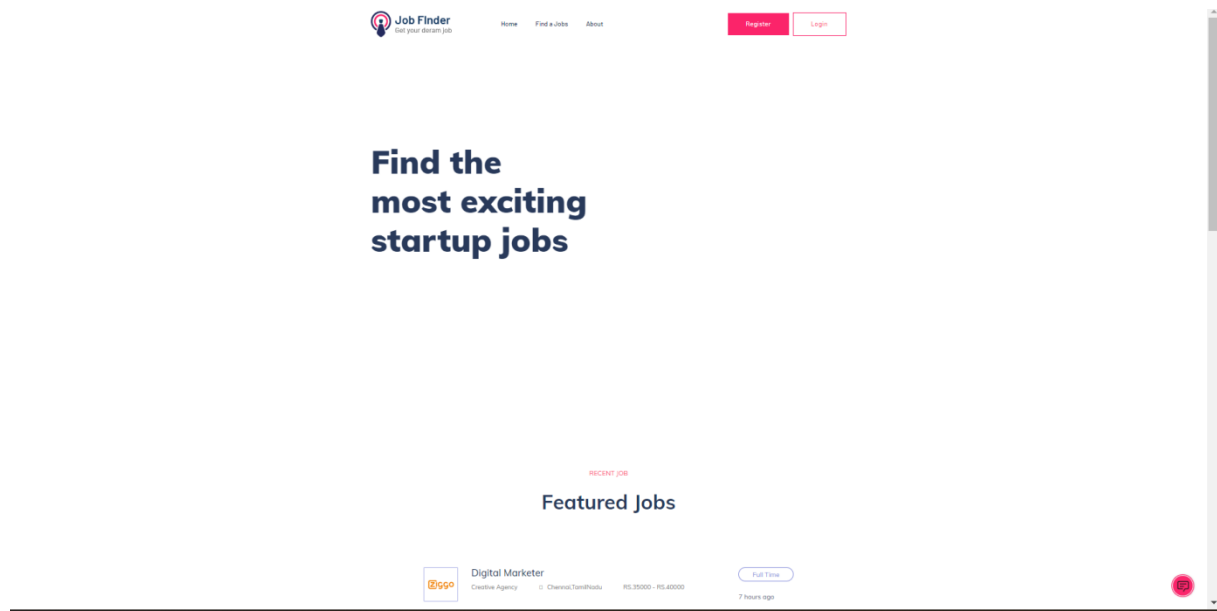 Job FInder
Get your deram job
Home Find a Jobs About
Register Login
Find the
most exciting
startup jobs
RECENT JOB
Featured Jobs
ZIGGO
Digital Marketer
Creative Agency Chennai,TamilNadu RS.35000 - RS.40000
Full Time
7 hours ago